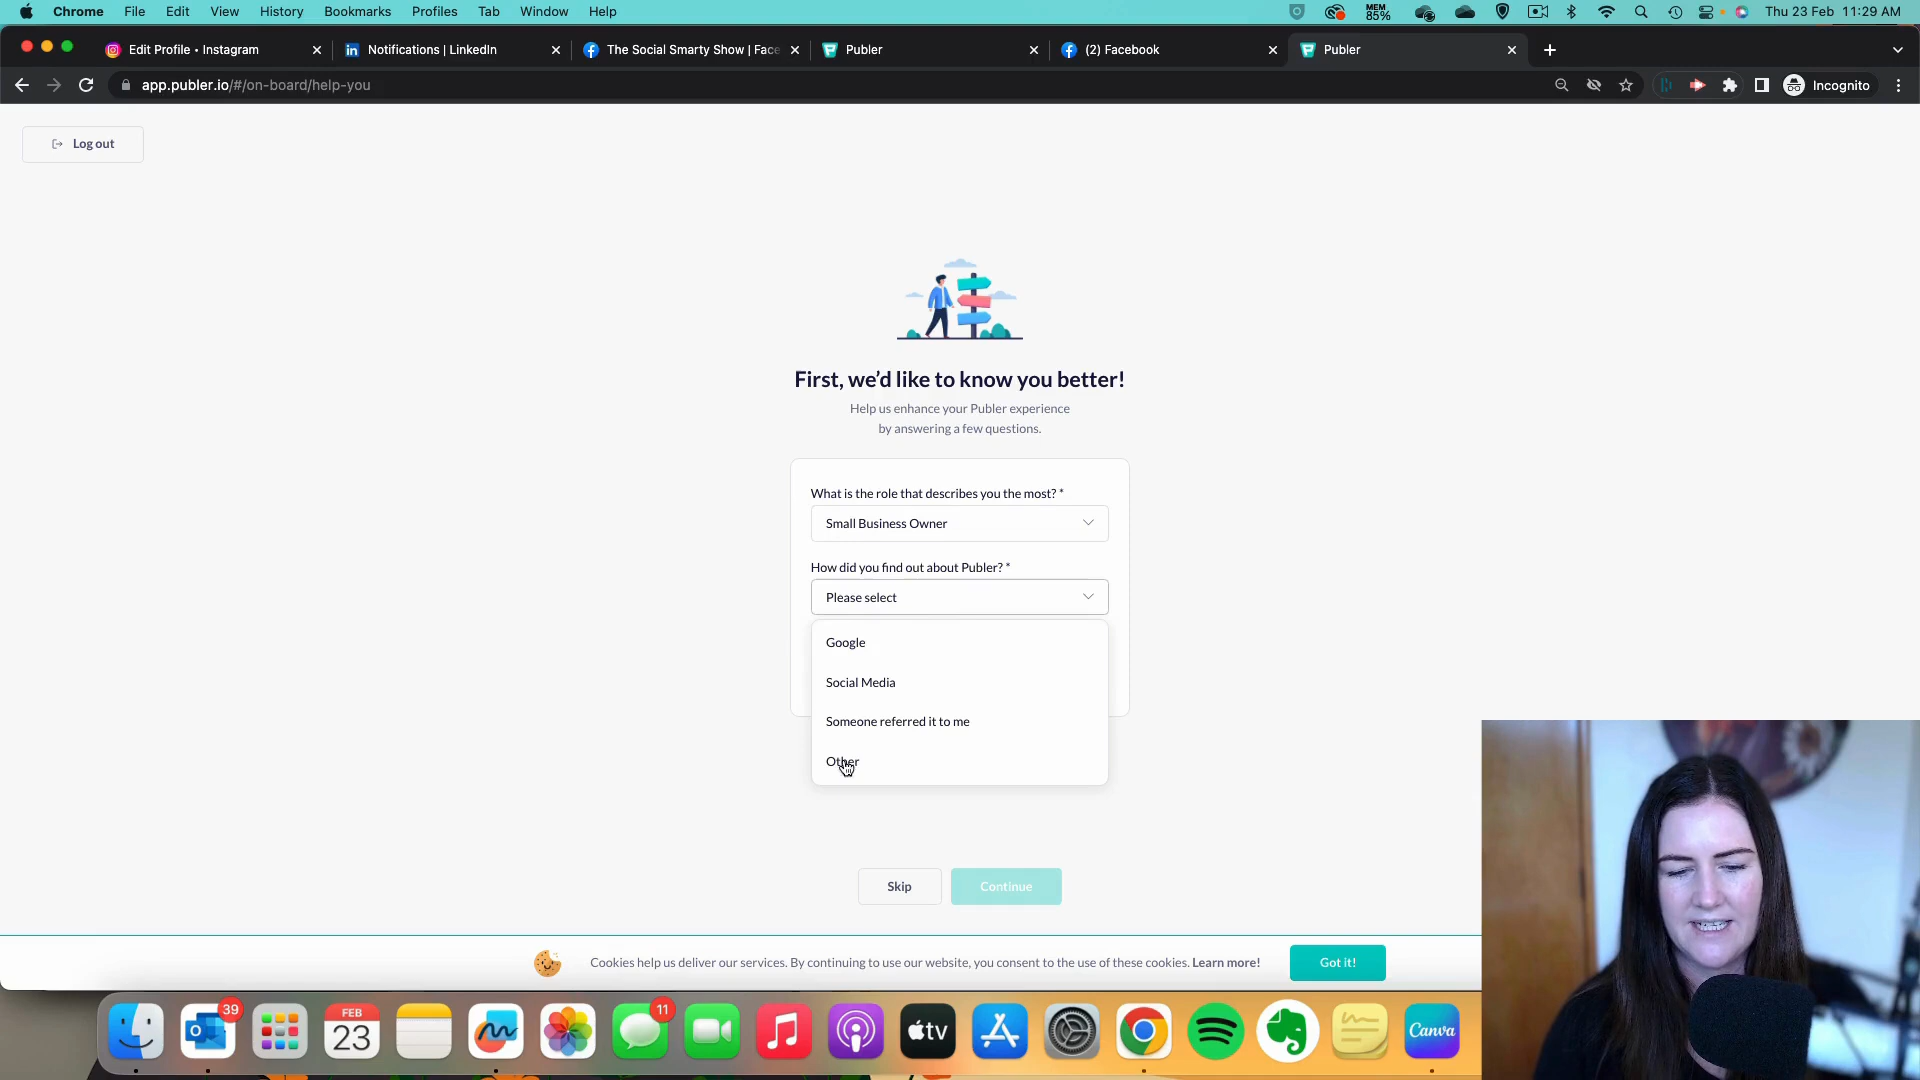 Chrome File Edit View History Bookmarks Profiles Tab Window Help MEM 85% Thu 23 Feb 11:29 AM
Edit Profile • Instagram Notifications | LinkedIn The Social Smarty Show | Face Publer (2) Facebook Publer
app.publer.io/#/on-board/help-you Incognito
Log out
First, we'd like to know you better!
Help us enhance your Publer experience
by answering a few questions.
What is the role that describes you the most? *
Small Business Owner
How did you find out about Publer? *
Please select
Google
Social Media
Someone referred it to me
Other
Skip Continue
Cookies help us deliver our services. By continuing to use our website, you consent to the use of these cookies. Learn more! Got it!
39 FEB 11
23 tv Canva